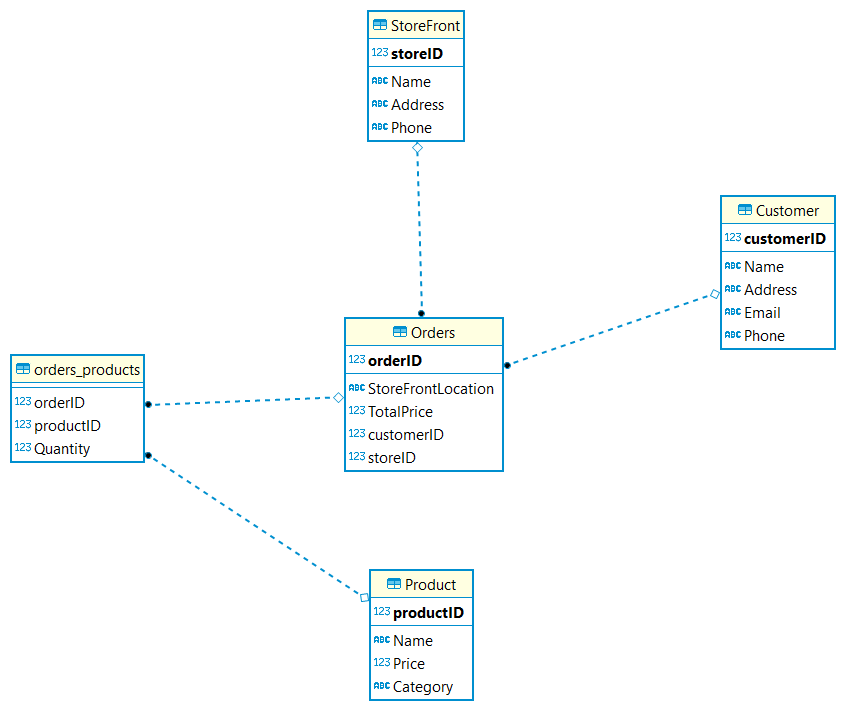 StoreFront
123 storeID
ABC Name
ABC Address
ABC Phone
Customer
123 customerID
ABC Name
ABC Address
ABC Email
ABC Phone
Orders
123 orderID
ABC StoreFrontLocation
123 TotalPrice
123 customerID
123 storeID
orders_products
123 orderID
123 productID
123 Quantity
Product
123 productID
ABC Name
123 Price
ABC Category